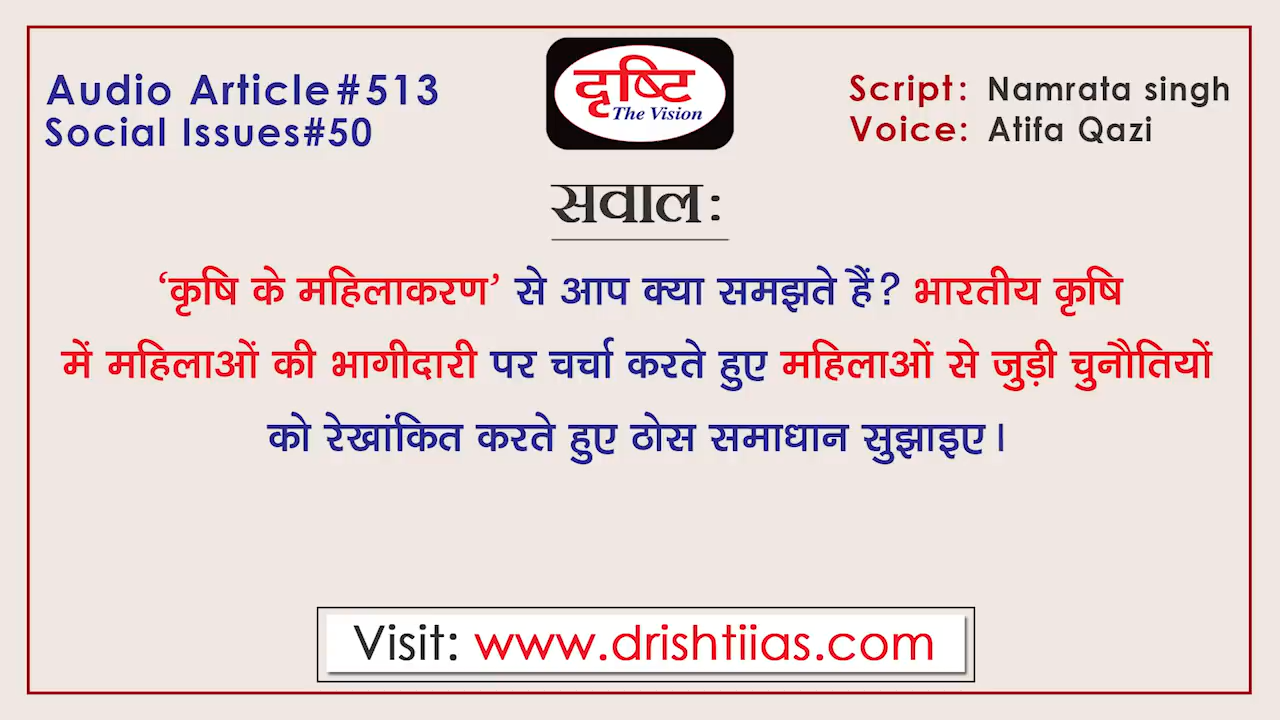 Audio Article#513
Social Issues#50
दृष्टि
The Vision
Script: Namrata singh
Voice: Atifa Qazi
सवाल:
‘कृषि के महिलाकरण’ से आप क्या समझते हैं? भारतीय कृषि
में महिलाओं की भागीदारी पर चर्चा करते हुए महिलाओं से जुड़ी चुनौतियों
को रेखांकित करते हुए ठोस समाधान सुझाइए।
Visit: www.drishtiias.com